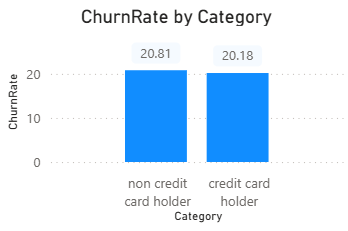 ChurnRate by Category
20.81
20.18
ChurnRate
20
10
0
non credit
card holder
credit card
holder
Category